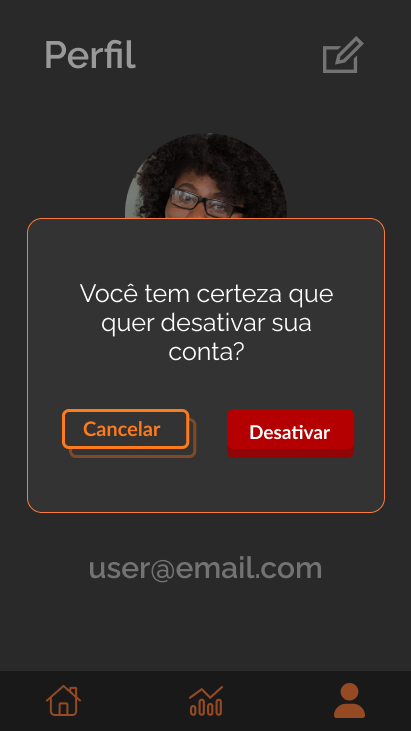 Perfil
Você tem certeza que
quer desativar sua
conta?
Cancelar
Desativar
user@email.com